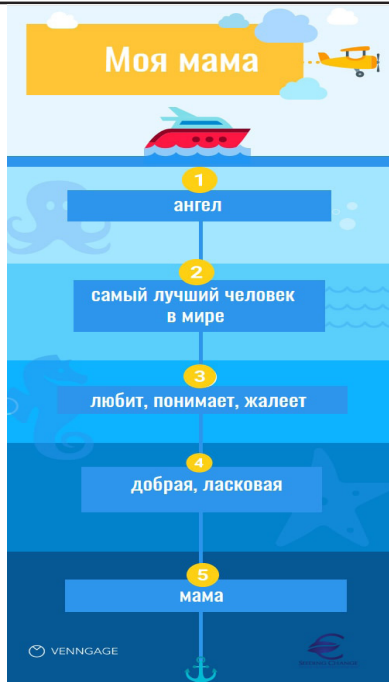 Моя мама
1
ангел
2
самый лучший человек
в мире
3
любит, понимает, жалеет
4
добрая, ласковая
5
мама
VENNGAGE